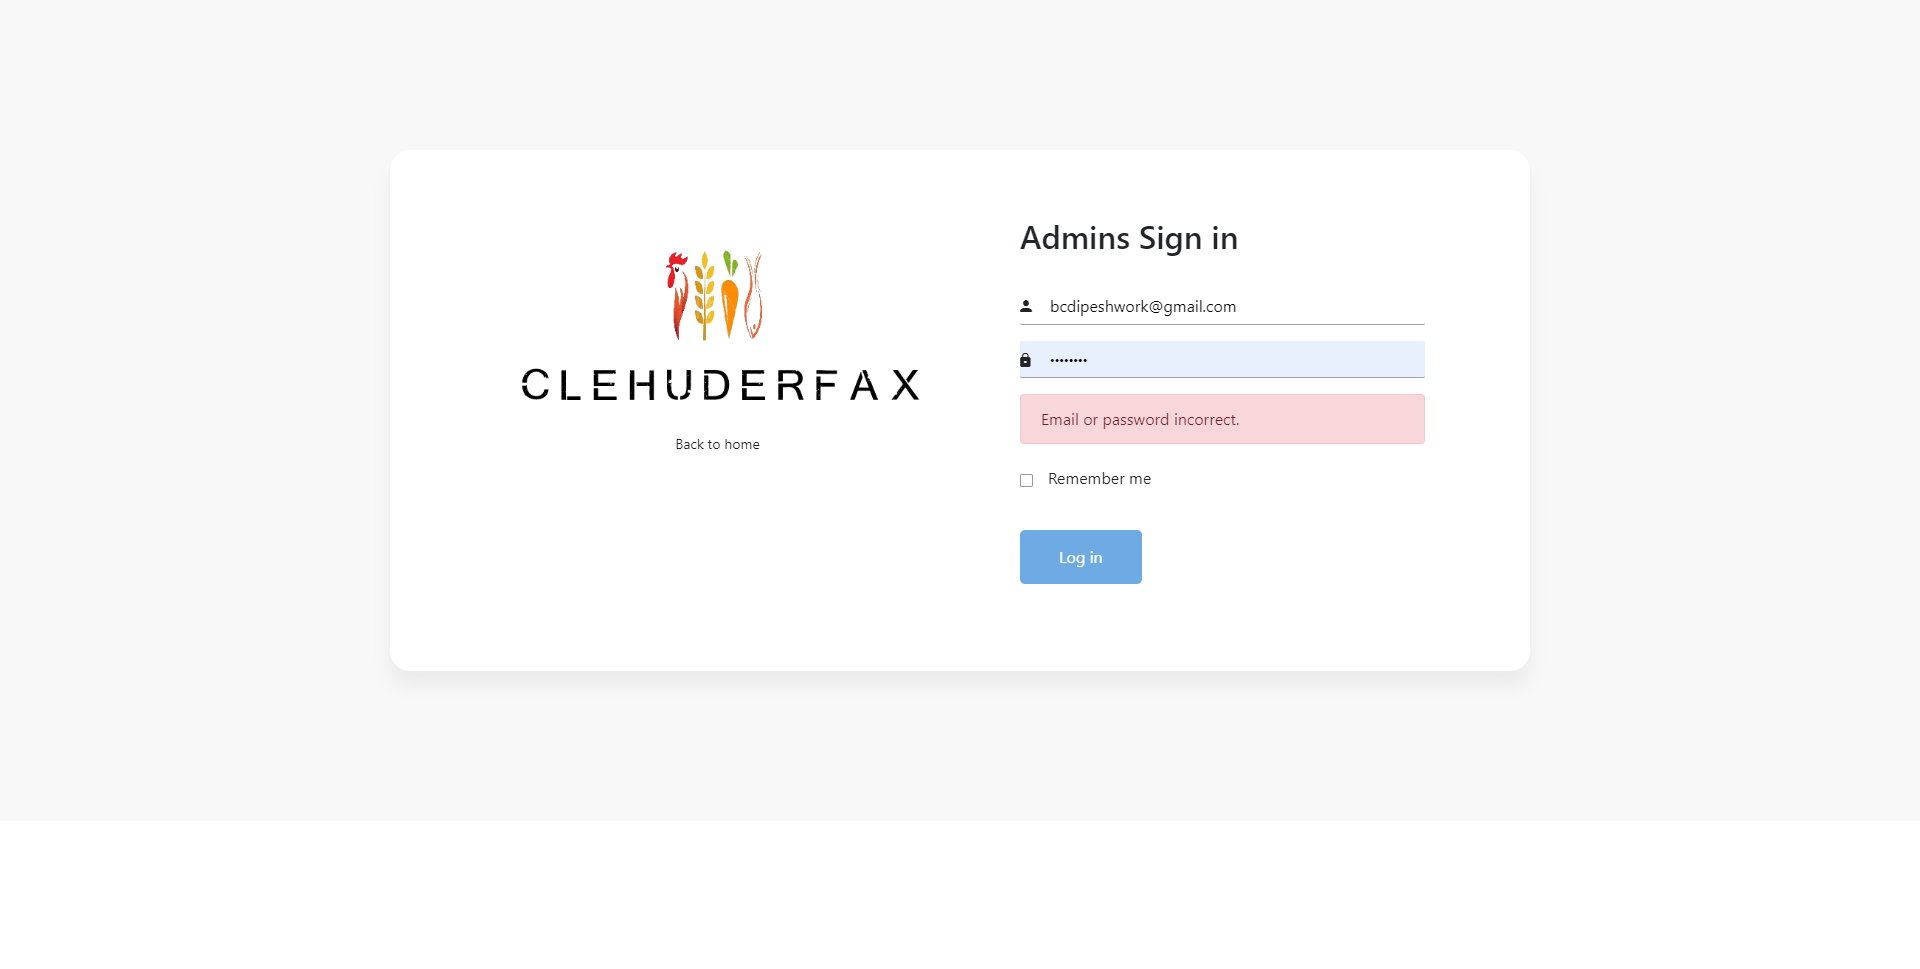 CLEHUDERFAX
Back to home
Admins Sign in
bcdipeshwork@gmail.com
••••••••
Email or password incorrect.
Remember me
Log in